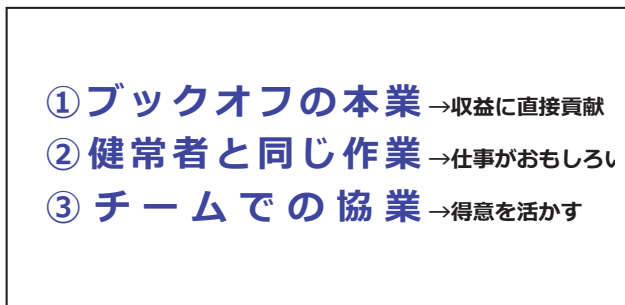 ①ブックオフの本業→収益に直接貢献
②健常者と同じ作業→仕事がおもしろい
③チームでの協業→得意を活かす